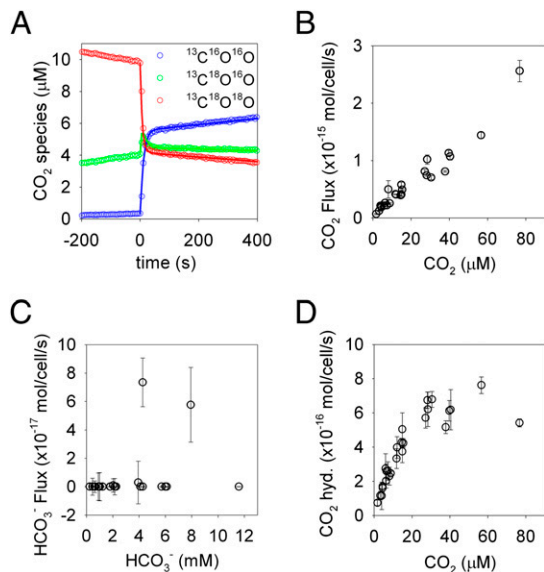 A
CO₂ species (μM)
10
8
6
4
2
0
-200
0
200
400
time (s)
¹³C¹⁶O¹⁶O
¹³C¹⁸O¹⁶O
¹³C¹⁸O¹⁸O
B
CO₂ Flux (x10⁻¹⁵ mol/cell/s)
3
2
1
0
0
20
40
60
80
CO₂ (μM)
C
HCO₃⁻ Flux (x10⁻¹⁷ mol/cell/s)
10
8
6
4
2
0
-2
0
2
4
6
8
12
HCO₃⁻ (mM)
D
CO₂ hyd. (x10⁻¹⁶ mol/cell/s)
10
8
6
4
2
0
0
20
40
60
80
CO₂ (μM)